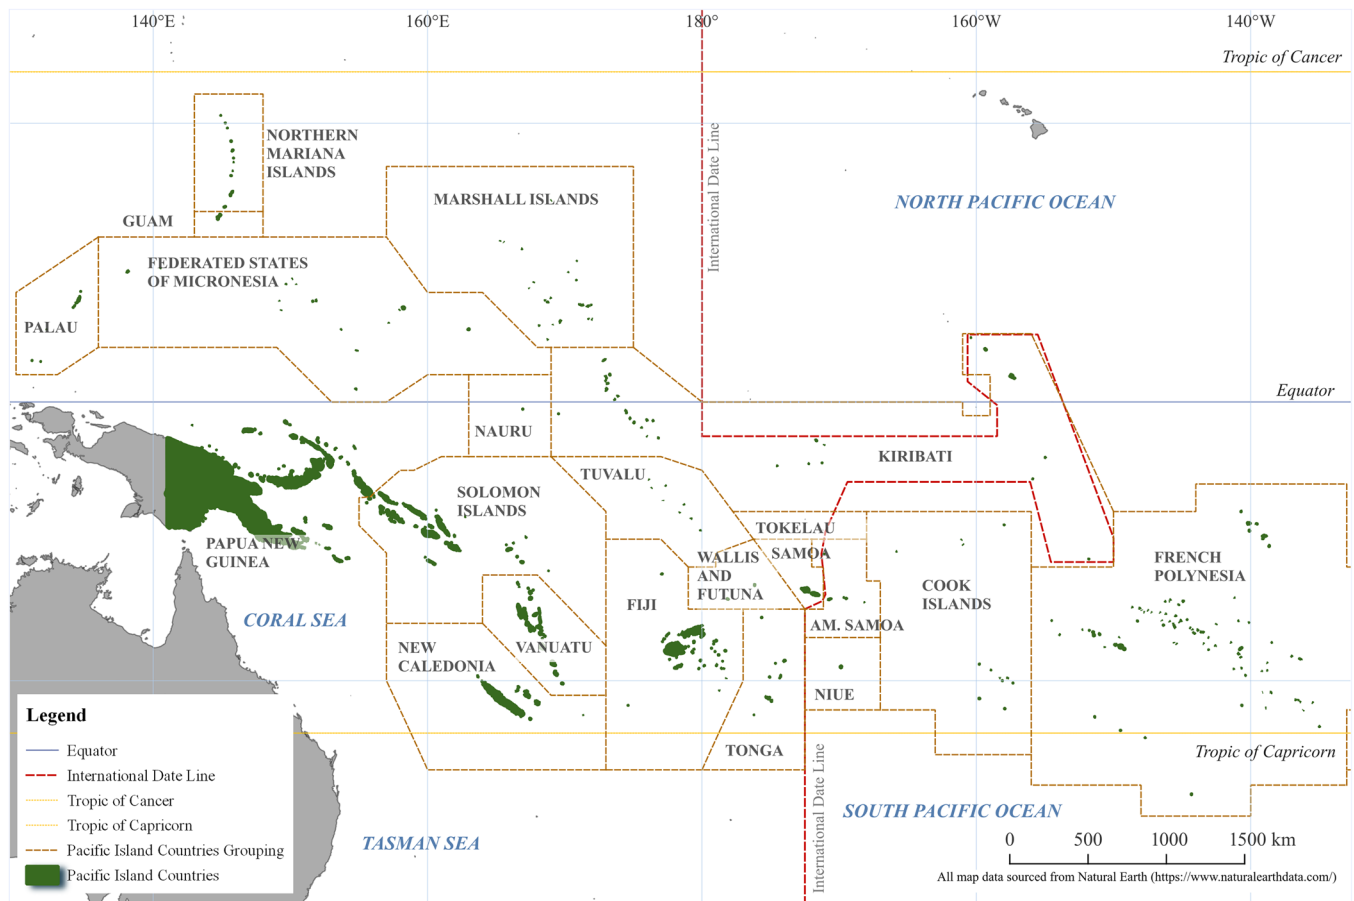 140°E
160°E
180°
160°W
140°W
Tropic of Cancer
International Date Line
NORTHERN
MARIANA
ISLANDS
MARSHALL ISLANDS
NORTH PACIFIC OCEAN
GUAM
FEDERATED STATES
OF MICRONESIA
PALAU
Equator
NAURU
KIRIBATI
TUVALU
SOLOMON
ISLANDS
TOKELAU
PAPUA NEW
GUINEA
SAMOA
WALLIS
AND
FUTUNA
FRENCH
POLYNESIA
COOK
ISLANDS
FIJI
CORAL SEA
AM. SAMOA
NEW
CALEDONIA
VANUATU
NIUE
TONGA
Tropic of Capricorn
International Date Line
SOUTH PACIFIC OCEAN
TASMAN SEA
Legend
Equator
International Date Line
Tropic of Cancer
Tropic of Capricorn
Pacific Island Countries Grouping
Pacific Island Countries
0 500 1000 1500 km
All map data sourced from Natural Earth (https://www.naturalearthdata.com/)